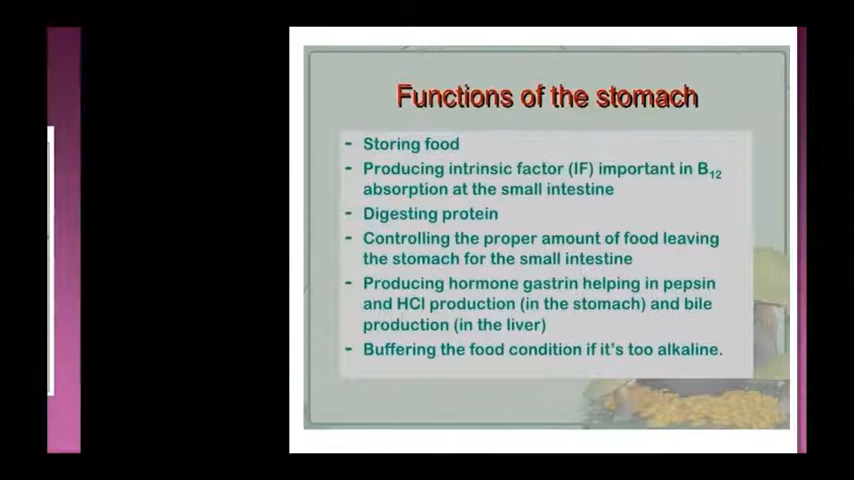 Functions of the stomach
- Storing food
- Producing intrinsic factor (IF) important in B12
absorption at the small intestine
- Digesting protein
- Controlling the proper amount of food leaving
the stomach for the small intestine
- Producing hormone gastrin helping in pepsin
and HCl production (in the stomach) and bile
production (in the liver)
- Buffering the food condition if it's too alkaline.